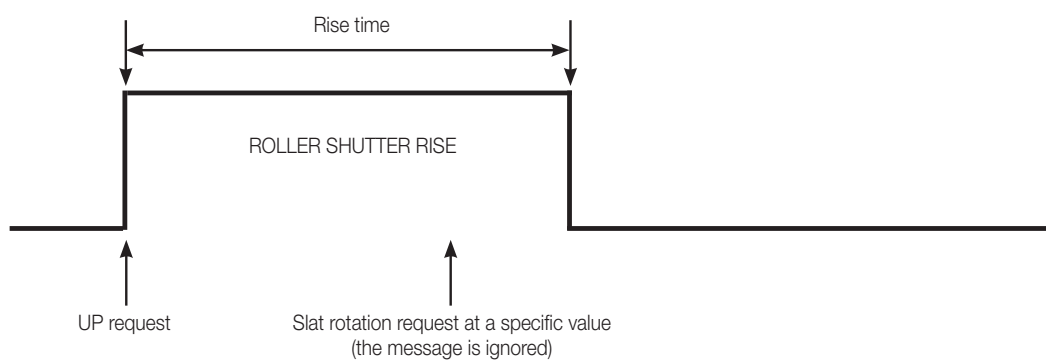 Rise time
ROLLER SHUTTER RISE
UP request
Slat rotation request at a specific value
(the message is ignored)